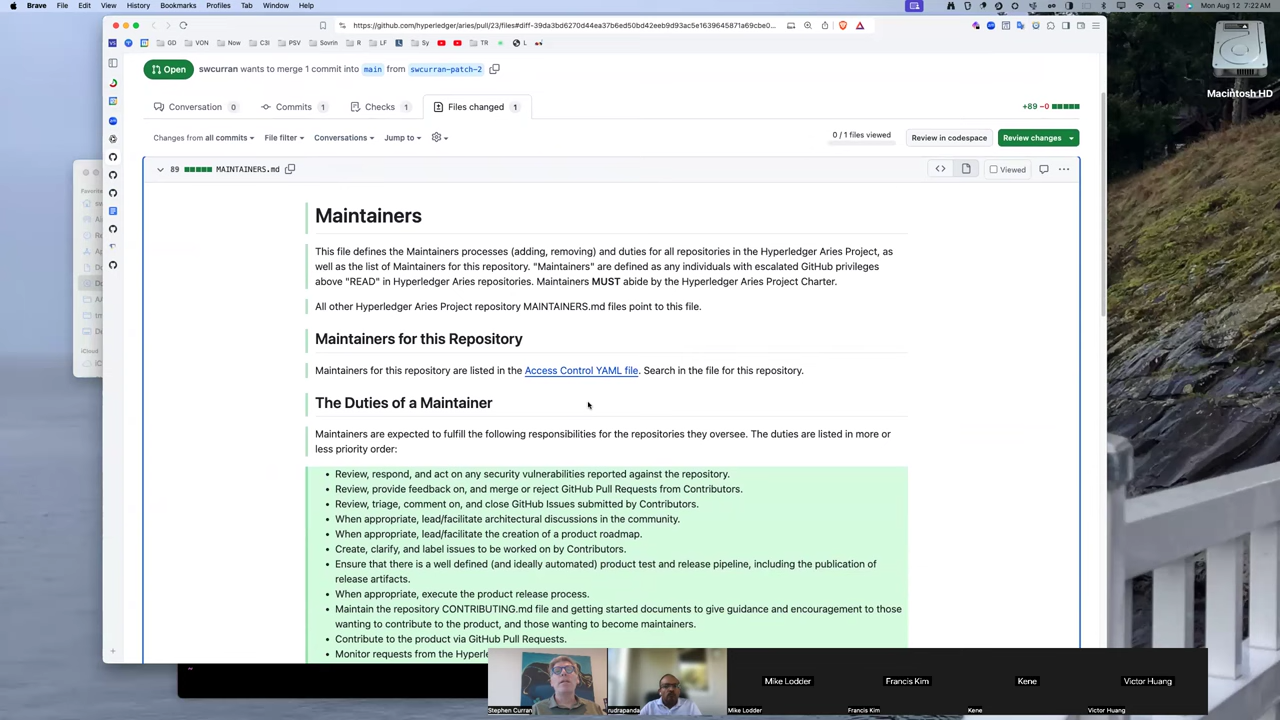 Brave File Edit View History Bookmarks Profiles Tab Window Help
Mon Aug 12 7:22 AM
https://github.com/hyperledger/aries/pull/23/files#diff-39da3bd6270d44ea37b6ed50bd42eeb9d93ac5e1639645871a69cbe0...
GD VON Now C3I PSV Sovrin R LF Sy TR L
Macintosh HD
Open swcurran wants to merge 1 commit into main from swcurran-patch-2
Conversation 0 Commits 1 Checks 1 Files changed 1 +89 −0
Changes from all commits File filter Conversations Jump to 0 / 1 files viewed Review in codespace Review changes
Favorites
89 MAINTAINERS.md Viewed
Maintainers
This file defines the Maintainers processes (adding, removing) and duties for all repositories in the Hyperledger Aries Project, as
well as the list of Maintainers for this repository. "Maintainers" are defined as any individuals with escalated GitHub privileges
above "READ" in Hyperledger Aries repositories. Maintainers MUST abide by the Hyperledger Aries Project Charter.
All other Hyperledger Aries Project repository MAINTAINERS.md files point to this file.
Maintainers for this Repository
Maintainers for this repository are listed in the Access Control YAML file. Search in the file for this repository.
iCloud
The Duties of a Maintainer
Maintainers are expected to fulfill the following responsibilities for the repositories they oversee. The duties are listed in more or
less priority order:
• Review, respond, and act on any security vulnerabilities reported against the repository.
• Review, provide feedback on, and merge or reject GitHub Pull Requests from Contributors.
• Review, triage, comment on, and close GitHub Issues submitted by Contributors.
• When appropriate, lead/facilitate architectural discussions in the community.
• When appropriate, lead/facilitate the creation of a product roadmap.
• Create, clarify, and label issues to be worked on by Contributors.
• Ensure that there is a well defined (and ideally automated) product test and release pipeline, including the publication of
release artifacts.
• When appropriate, execute the product release process.
• Maintain the repository CONTRIBUTING.md file and getting started documents to give guidance and encouragement to those
wanting to contribute to the product, and those wanting to become maintainers.
• Contribute to the product via GitHub Pull Requests.
• Monitor requests from the Hyperle
Mike Lodder Francis Kim Kene Victor Huang
Stephen Curran rudrapanda Mike Lodder Francis Kim Kene Victor Huang